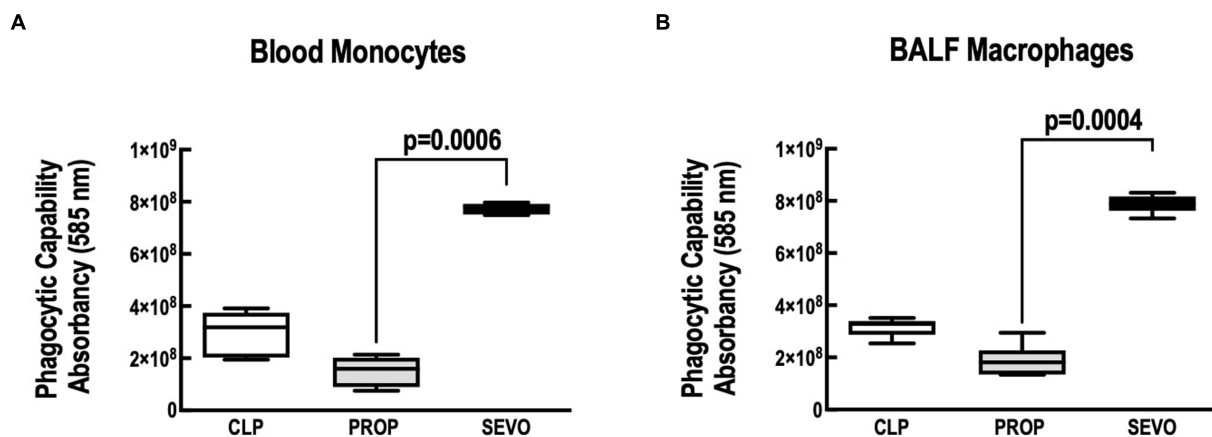 A
Blood Monocytes
Phagocytic Capability
Absorbancy (585 nm)
p=0.0006
1×10⁹
8×10⁸
6×10⁸
4×10⁸
2×10⁸
0
CLP PROP SEVO
B
BALF Macrophages
Phagocytic Capability
Absorbancy (585 nm)
p=0.0004
1×10⁹
8×10⁸
6×10⁸
4×10⁸
2×10⁸
0
CLP PROP SEVO